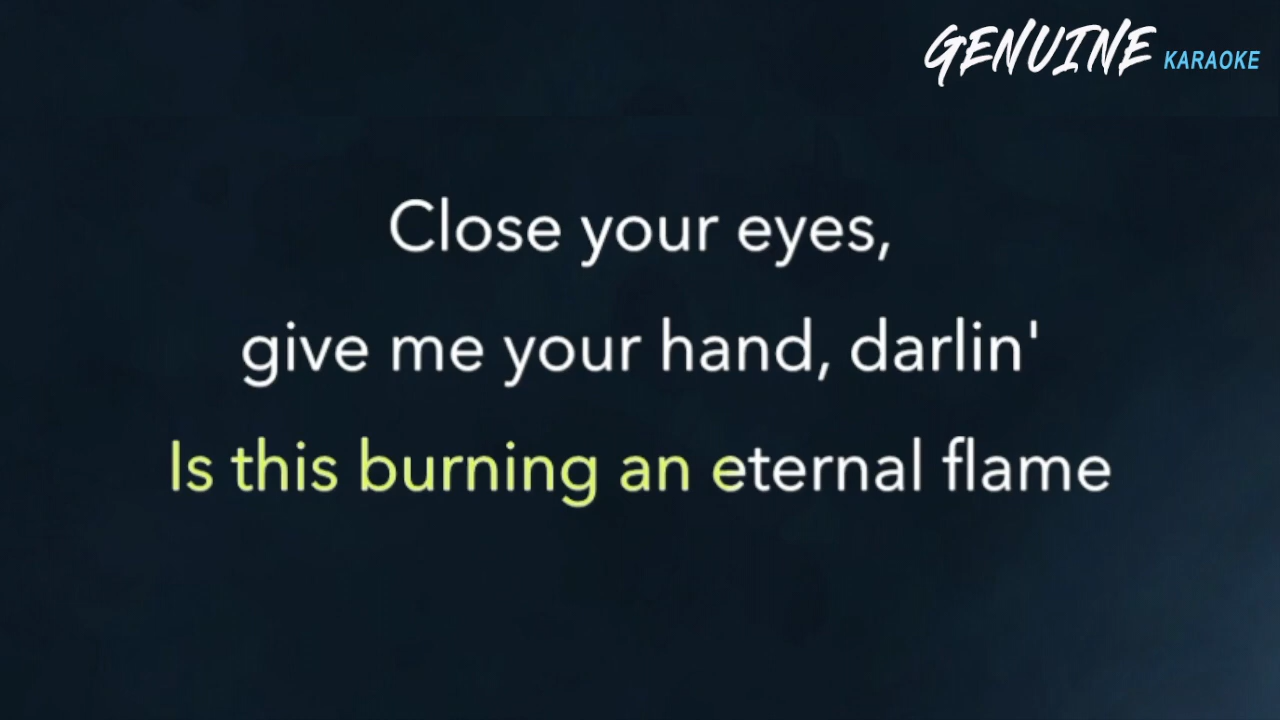 GENUINE KARAOKE
Close your eyes,
give me your hand, darlin'
Is this burning an eternal flame